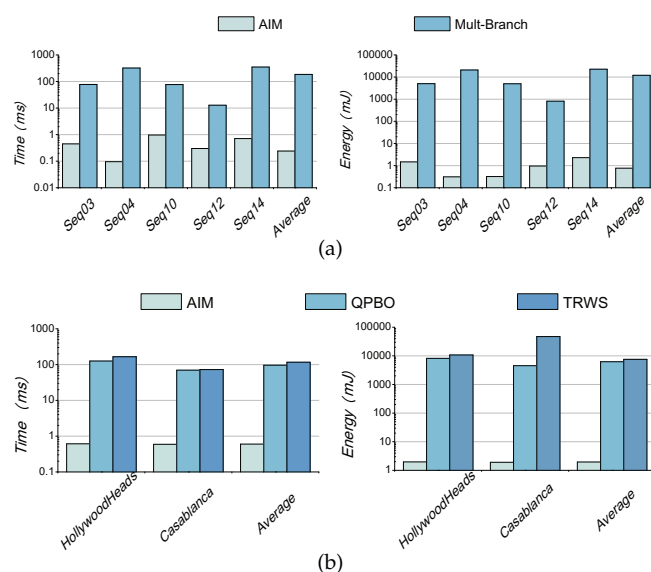 AIM
Mult-Branch
1000
100
10
1
0.1
0.01
Time (ms)
Seq03
Seq04
Seq10
Seq12
Seq14
Average
100000
10000
1000
100
10
1
0.1
Energy (mJ)
Seq03
Seq04
Seq10
Seq12
Seq14
Average
(a)
AIM
QPBO
TRWS
1000
100
10
1
0.1
Time (ms)
HollywoodHeads
Casablanca
Average
100000
10000
1000
100
10
1
Energy (mJ)
HollywoodHeads
Casablanca
Average
(b)